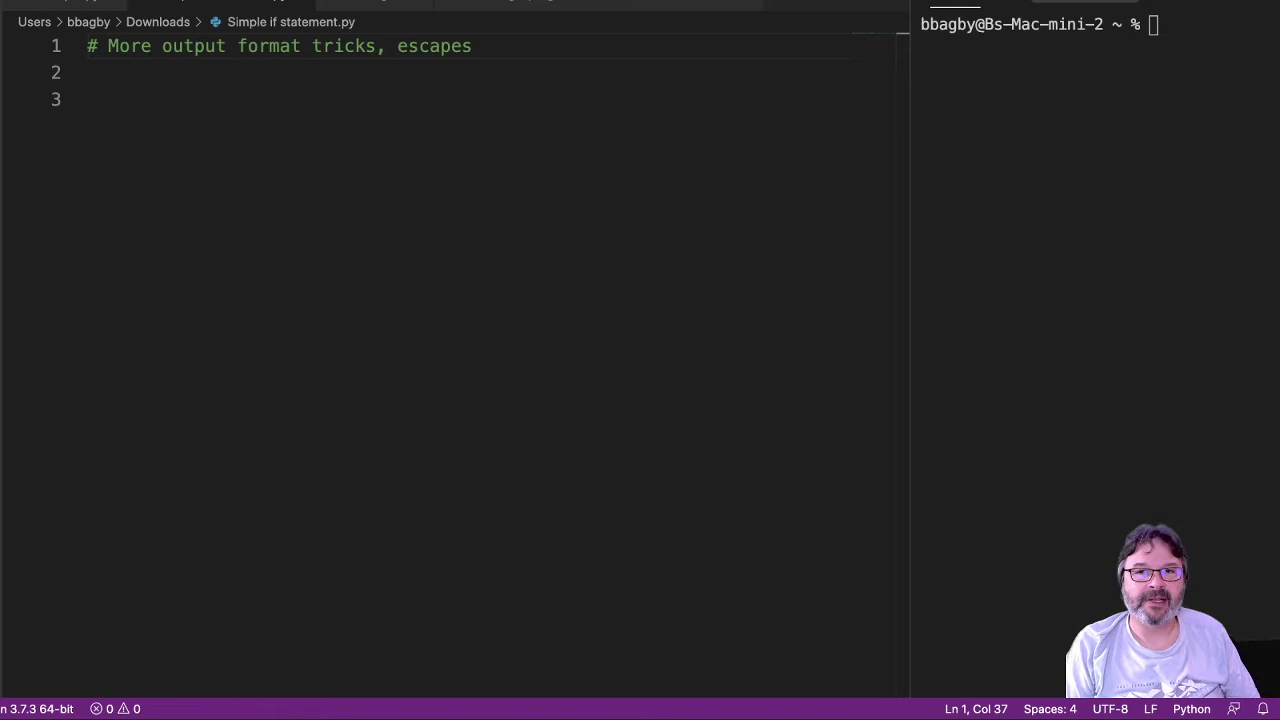 Users > bbagby > Downloads > Simple if statement.py
bbagby@Bs-Mac-mini-2 ~ %
1 # More output format tricks, escapes
2
3
n 3.7.3 64-bit 0 0 Ln 1, Col 37 Spaces: 4 UTF-8 LF Python